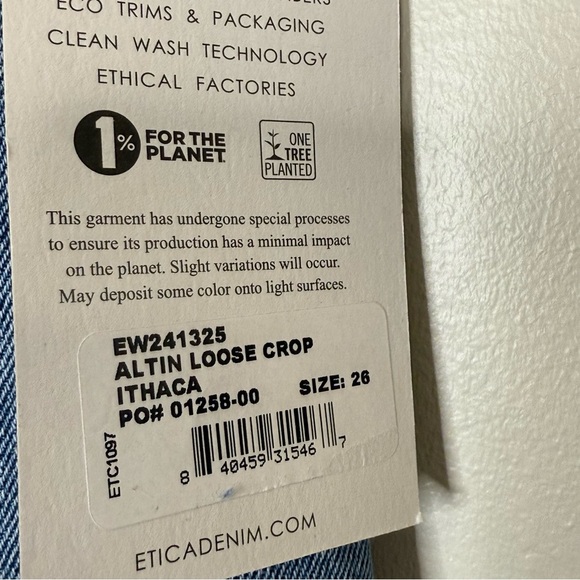 ECO TRIMS & PACKAGING
CLEAN WASH TECHNOLOGY
ETHICAL FACTORIES
1% FOR THE PLANET
ONE TREE PLANTED
This garment has undergone special processes
to ensure its production has a minimal impact
on the planet. Slight variations will occur.
May deposit some color onto light surfaces.
EW241325
ALTIN LOOSE CROP
ITHACA
PO# 01258-00 SIZE: 26
ETC1097
8 40459 31546 7
ETICADENIM.COM